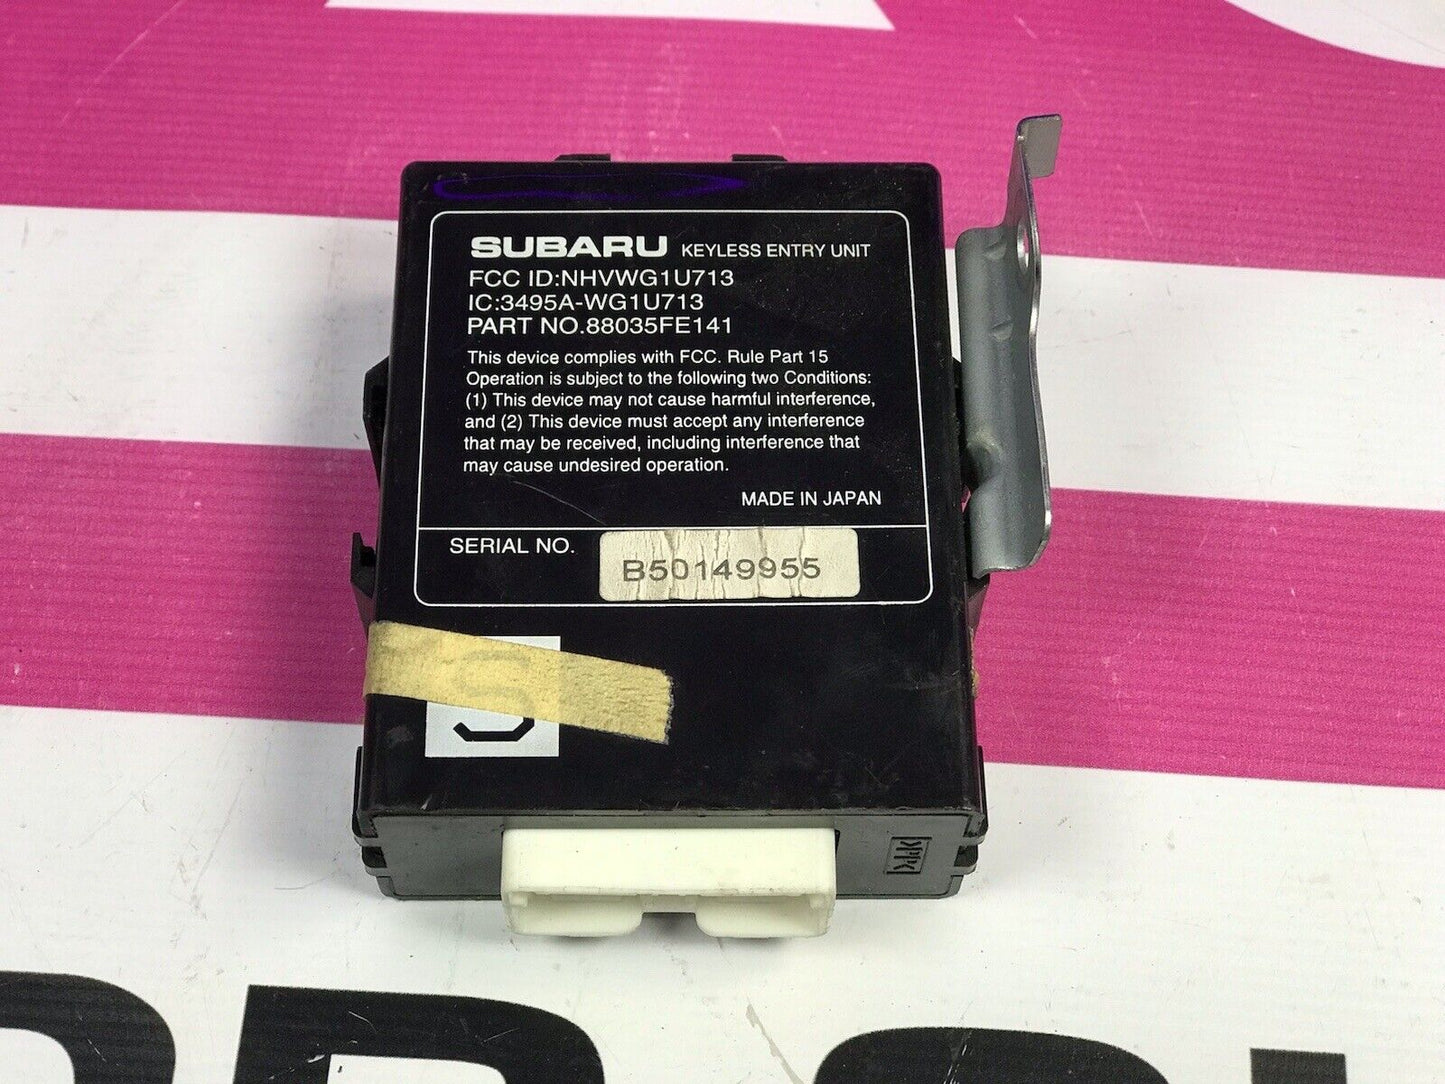 SUBARU KEYLESS ENTRY UNIT
FCC ID:NHVWG1U713
IC:3495A-WG1U713
PART NO.88035FE141
This device complies with FCC. Rule Part 15
Operation is subject to the following two Conditions:
(1) This device may not cause harmful interference,
and (2) This device must accept any interference
that may be received, including interference that
may cause undesired operation.
MADE IN JAPAN
SERIAL NO. B50149955
S